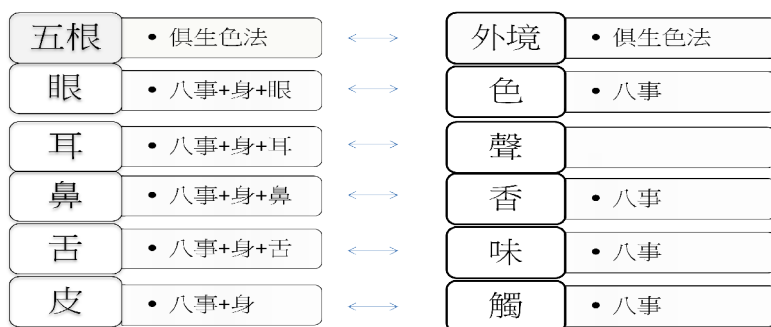 五根 • 俱生色法 外境 • 俱生色法
眼 • 八事+身+眼 色 • 八事
耳 • 八事+身+耳 聲
鼻 • 八事+身+鼻 香 • 八事
舌 • 八事+身+舌 味 • 八事
皮 • 八事+身 觸 • 八事